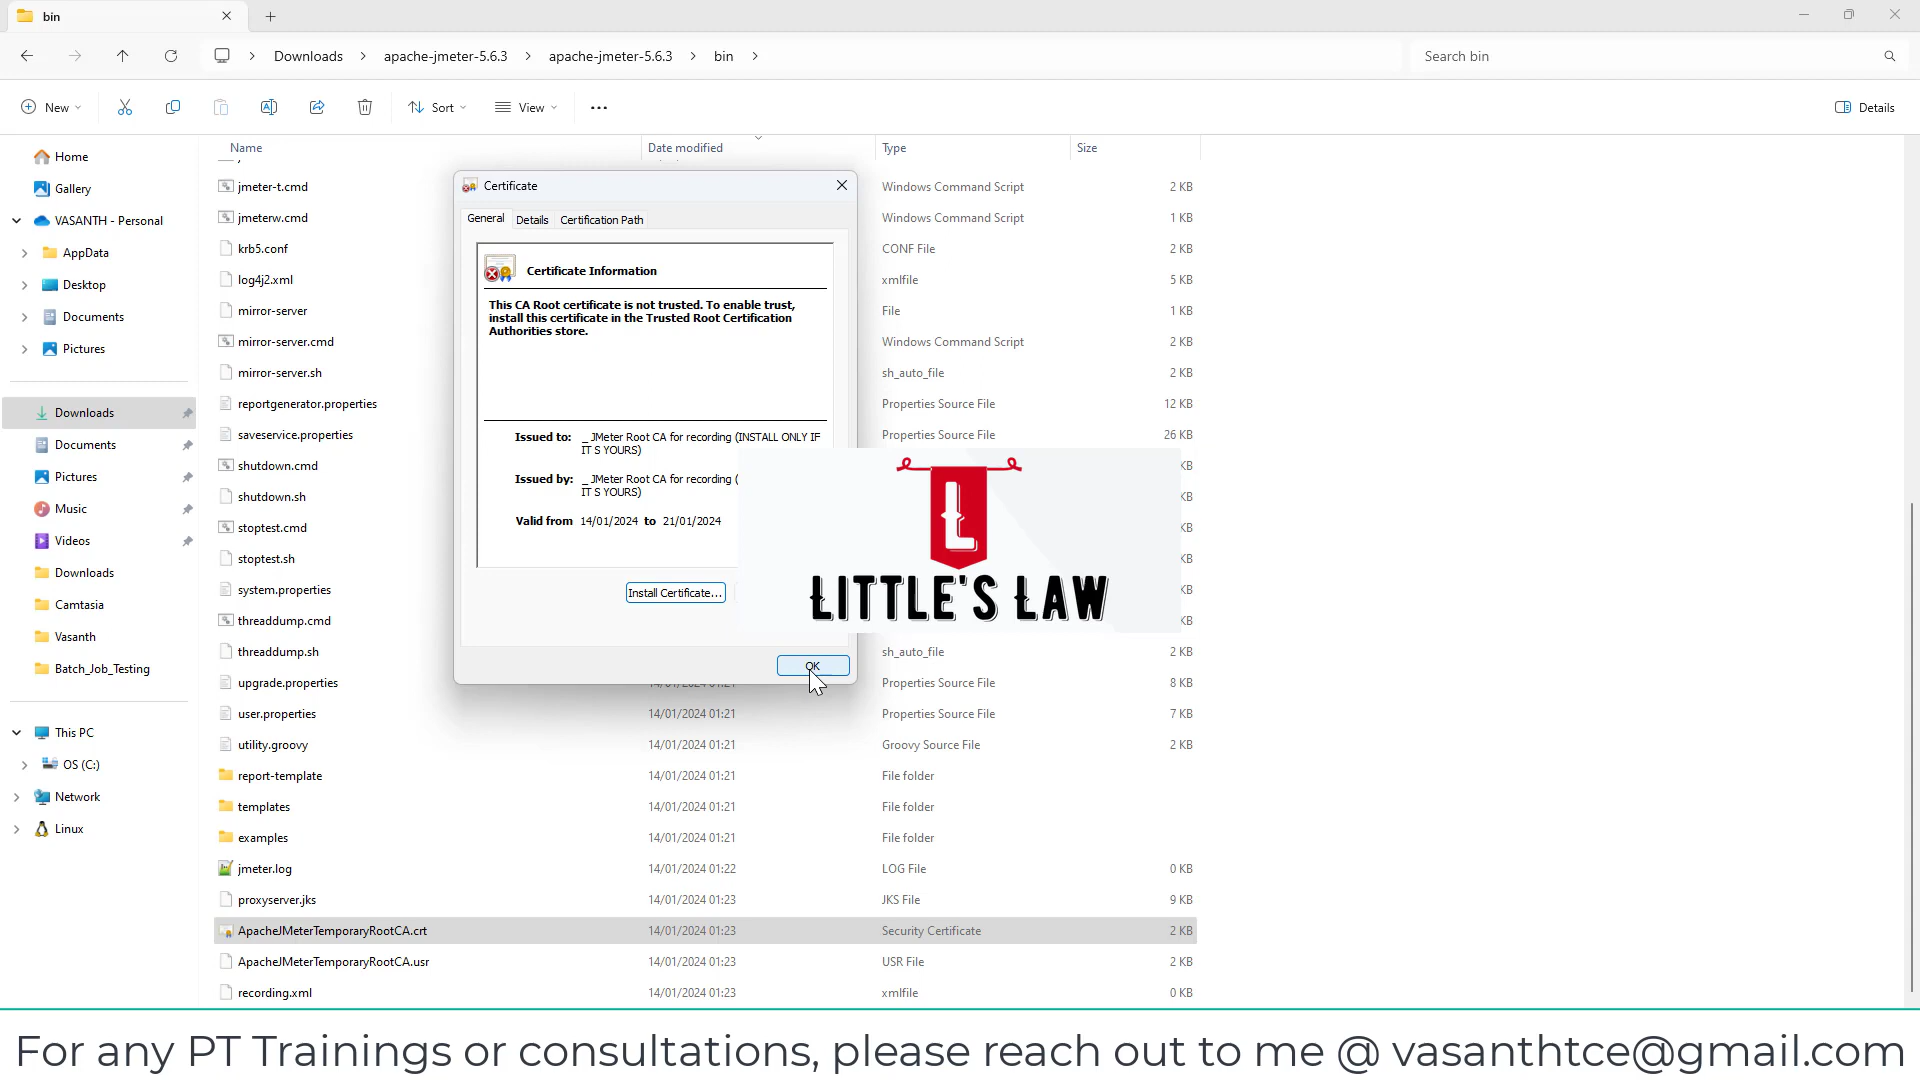 bin
Downloads
apache-jmeter-5.6.3
apache-jmeter-5.6.3
bin
Search bin
New
Sort
View
Details
Name
Date modified
Type
Size
Home
Gallery
VASANTH - Personal
AppData
Desktop
Documents
Pictures
Downloads
Documents
Pictures
Music
Videos
Downloads
Camtasia
Vasanth
Batch_Job_Testing
This PC
OS (C:)
Network
Linux
jmeter-t.cmd Windows Command Script 2 KB
jmeterw.cmd Windows Command Script 1 KB
krb5.conf CONF File 2 KB
log4j2.xml xmlfile 5 KB
mirror-server File 1 KB
mirror-server.cmd Windows Command Script 2 KB
mirror-server.sh sh_auto_file 2 KB
reportgenerator.properties Properties Source File 12 KB
saveservice.properties Properties Source File 26 KB
shutdown.cmd KB
shutdown.sh KB
stoptest.cmd KB
stoptest.sh KB
system.properties KB
threaddump.cmd KB
threaddump.sh sh_auto_file 2 KB
upgrade.properties 14/01/2024 01:21 Properties Source File 8 KB
user.properties 14/01/2024 01:21 Properties Source File 7 KB
utility.groovy 14/01/2024 01:21 Groovy Source File 2 KB
report-template 14/01/2024 01:21 File folder
templates 14/01/2024 01:21 File folder
examples 14/01/2024 01:21 File folder
jmeter.log 14/01/2024 01:22 LOG File 0 KB
proxyserver.jks 14/01/2024 01:23 JKS File 9 KB
ApacheJMeterTemporaryRootCA.crt 14/01/2024 01:23 Security Certificate 2 KB
ApacheJMeterTemporaryRootCA.usr 14/01/2024 01:23 USR File 2 KB
recording.xml 14/01/2024 01:23 xmlfile 0 KB
Certificate
General Details Certification Path
Certificate Information
This CA Root certificate is not trusted. To enable trust,
install this certificate in the Trusted Root Certification
Authorities store.
Issued to: _ JMeter Root CA for recording (INSTALL ONLY IF
IT S YOURS)
Issued by: _ JMeter Root CA for recording (
IT S YOURS)
Valid from 14/01/2024 to 21/01/2024
Install Certificate...
OK
L
LITTLE'S LAW
For any PT Trainings or consultations, please reach out to me @ vasanthtce@gmail.com